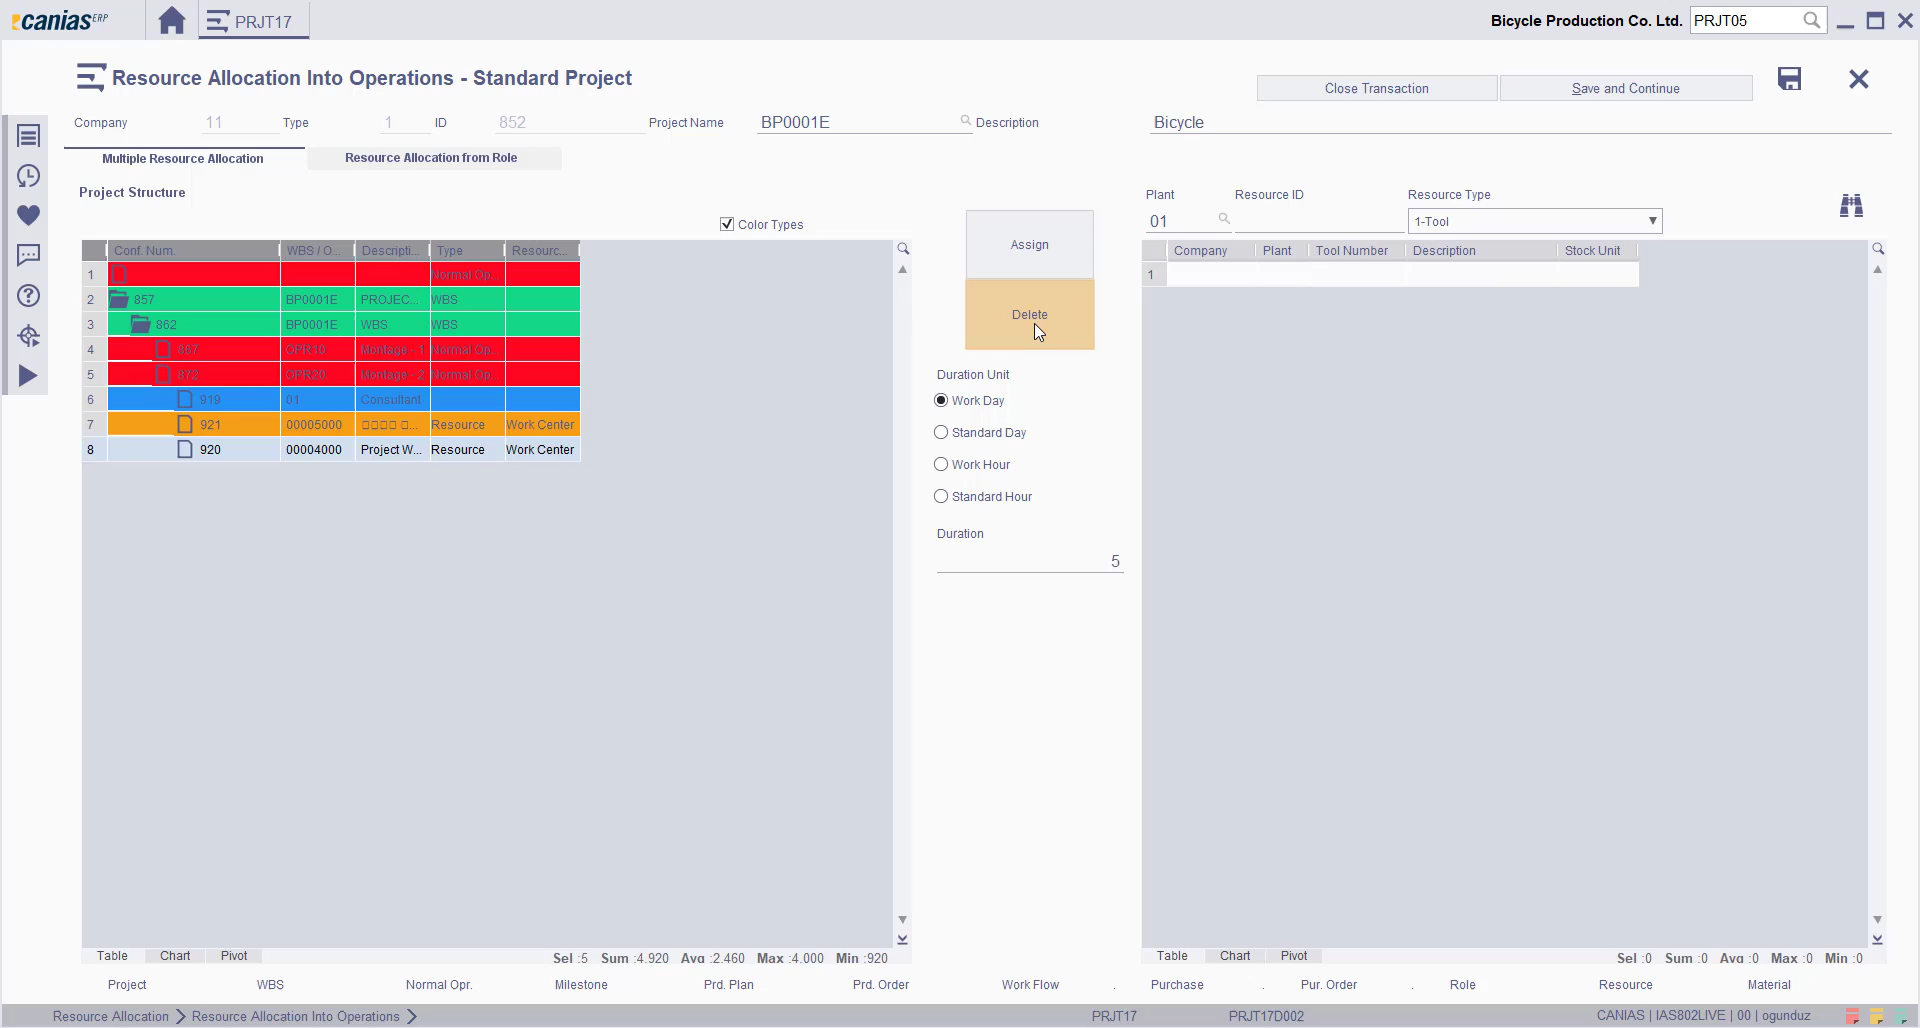 canias ERP
PRJT17
Bicycle Production Co. Ltd.
PRJT05
Resource Allocation Into Operations - Standard Project
Close Transaction
Save and Continue
Company 11 Type 1 ID 852 Project Name BP0001E Description Bicycle
Multiple Resource Allocation
Resource Allocation from Role
Project Structure
Color Types
Conf. Num. WBS / O... Descripti... Type Resourc...
1 Normal Op...
2 857 BP0001E PROJEC... WBS
3 862 BP0001E WBS WBS
4 867 OPR10 Montage - 1 Normal Op...
5 872 OPR20 Montage - 2 Normal Op...
6 919 01 Consultant
7 921 00005000 Resource Work Center
8 920 00004000 Project W... Resource Work Center
Assign
Delete
Duration Unit
Work Day
Standard Day
Work Hour
Standard Hour
Duration
5
Plant Resource ID Resource Type
01 1-Tool
Company Plant Tool Number Description Stock Unit
1
Table Chart Pivot
Sel :5 Sum :4.920 Avg :2.460 Max :4.000 Min :920
Table Chart Pivot
Sel :0 Sum :0 Avg :0 Max :0 Min :0
Project WBS Normal Opr. Milestone Prd. Plan Prd. Order Work Flow . Purchase . Pur. Order . Role Resource Material
Resource Allocation Resource Allocation Into Operations PRJT17 PRJT17D002 CANIAS | IAS802LIVE | 00 | ogunduz